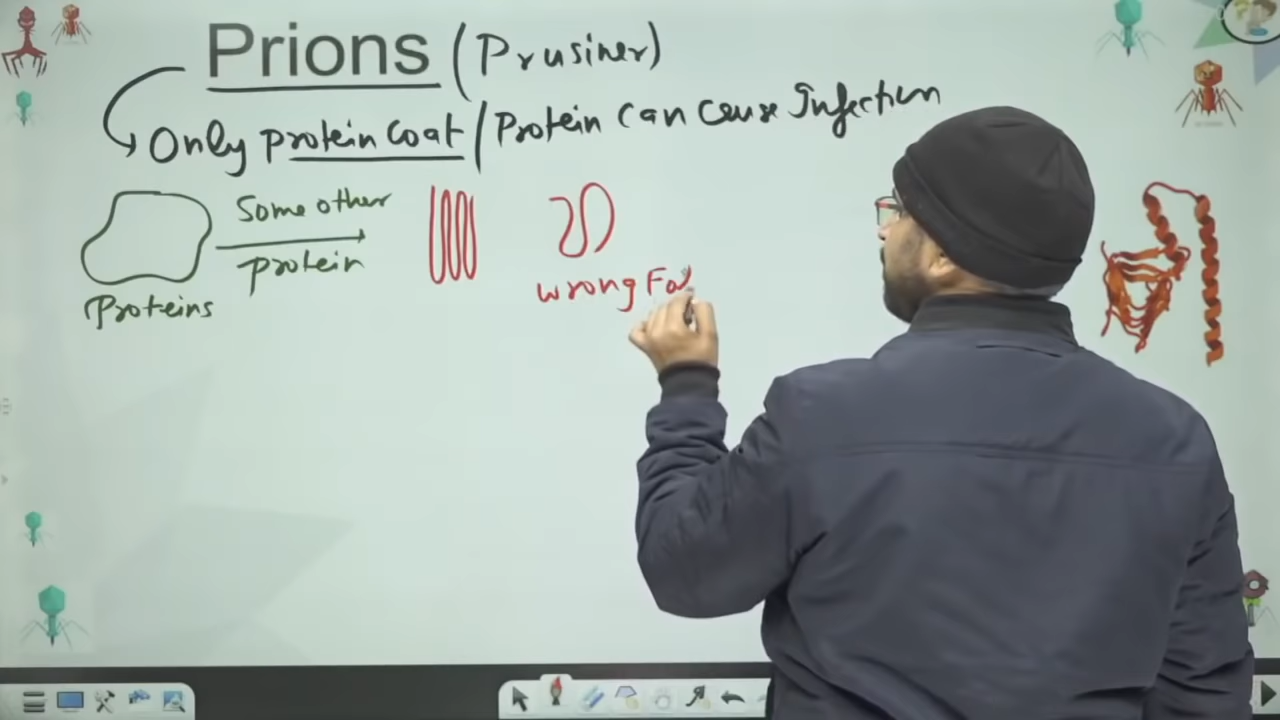 Prions (Prusiner)
Only protein coat / Protein can cause Infection
Some other
protein
Proteins
wrong Fo